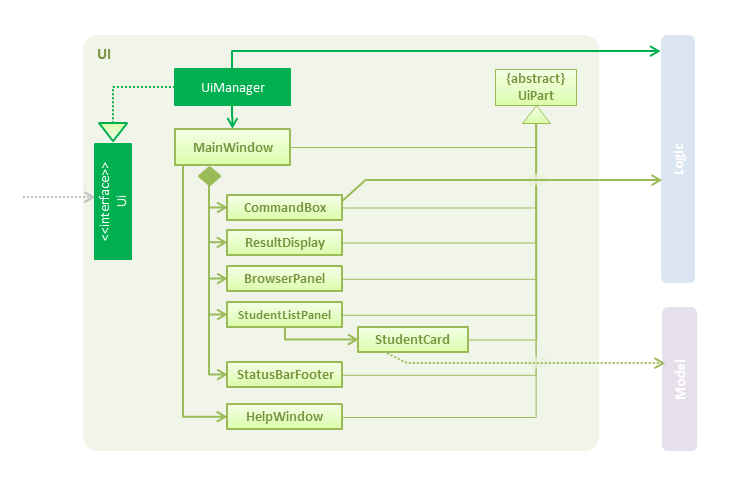 UI
UiManager
{abstract}
UiPart
MainWindow
<<interface>>
Ui
Logic
CommandBox
ResultDisplay
BrowserPanel
StudentListPanel
StudentCard
StatusBarFooter
HelpWindow
Model